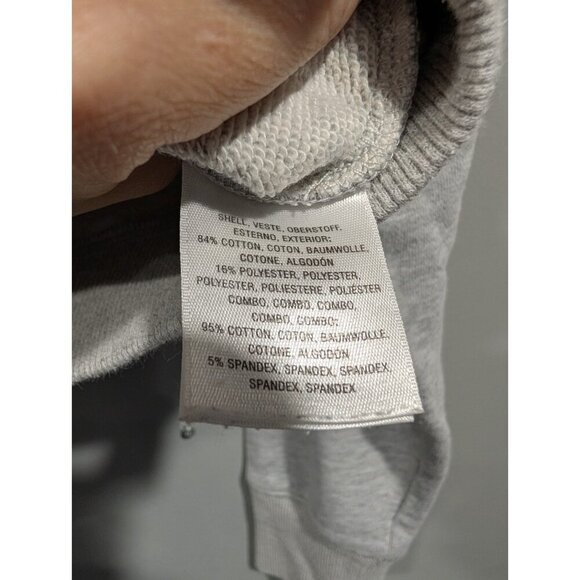 SHELL, VESTE, OBERSTOFF,
ESTERNO, EXTERIOR:
84% COTTON, COTON, BAUMWOLLE,
COTONE, ALGODÓN
16% POLYESTER, POLYESTER,
POLYESTER, POLIESTERE, POLIÉSTER
COMBO, COMBO, COMBO,
COMBO, COMBO:
95% COTTON, COTON, BAUMWOLLE,
COTONE, ALGODÓN
5% SPANDEX, SPANDEX, SPANDEX,
SPANDEX, SPANDEX